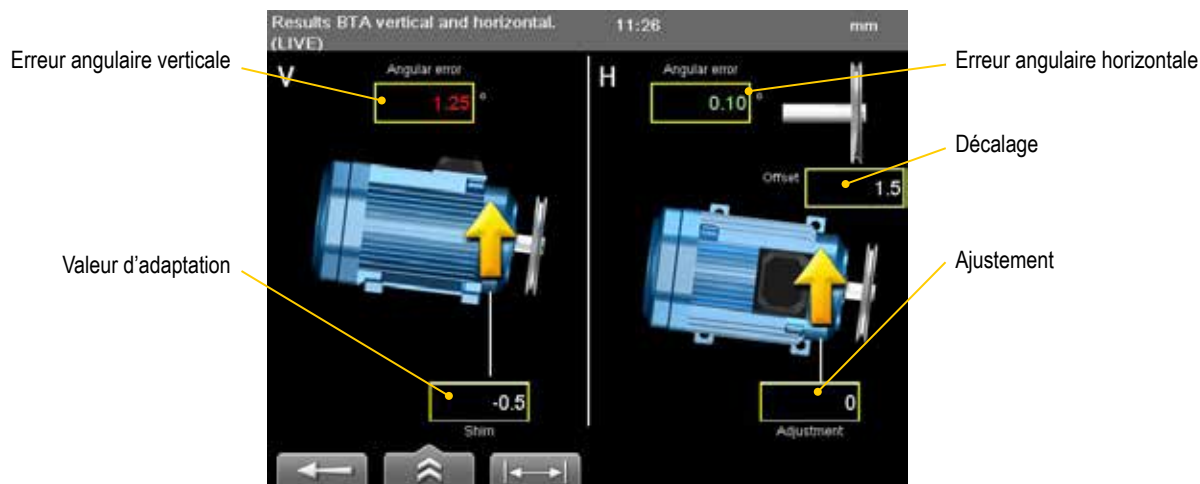 Results BTA vertical and horizontal. 11:26 mm
(LIVE)
Erreur angulaire verticale
Erreur angulaire horizontale
V
Angular error
1.25 °
H
Angular error
0.10 °
Décalage
Offset
1.5
Valeur d'adaptation
Ajustement
-0.5
Shim
0
Adjustment